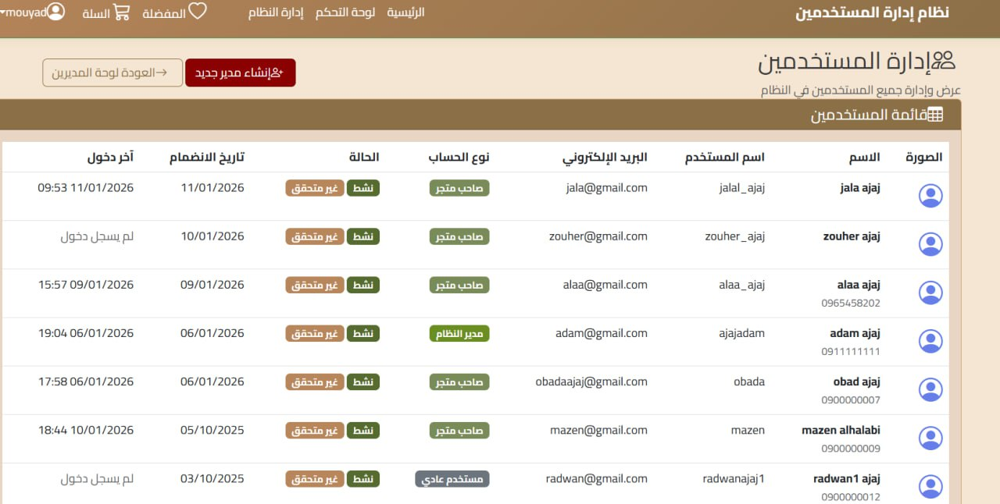 نظام إدارة المستخدمين الرئيسية لوحة التحكم إدارة النظام المفضلة السلة mouyad
إدارة المستخدمين
إنشاء مدير جديد العودة لوحة المديرين
عرض وإدارة جميع المستخدمين في النظام
قائمة المستخدمين
الصورة الاسم اسم المستخدم البريد الإلكتروني نوع الحساب الحالة تاريخ الانضمام آخر دخول
jala ajaj jalal_ajaj jala@gmail.com صاحب متجر نشط غير متحقق 11/01/2026 11/01/2026 09:53
zouher ajaj zouher_ajaj zouher@gmail.com صاحب متجر نشط غير متحقق 10/01/2026 لم يسجل دخول
alaa ajaj alaa_ajaj alaa@gmail.com صاحب متجر نشط غير متحقق 09/01/2026 09/01/2026 15:57
0965458202
adam ajaj ajajadam adam@gmail.com مدير النظام نشط غير متحقق 06/01/2026 06/01/2026 19:04
0911111111
obad ajaj obada obadaajaj@gmail.com صاحب متجر نشط غير متحقق 06/01/2026 06/01/2026 17:58
0900000007
mazen alhalabi mazen mazen@gmail.com صاحب متجر نشط غير متحقق 05/10/2025 10/01/2026 18:44
0900000009
radwan1 ajaj radwanajaj1 radwan@gmail.com مستخدم عادي نشط غير متحقق 03/10/2025 لم يسجل دخول
0900000012